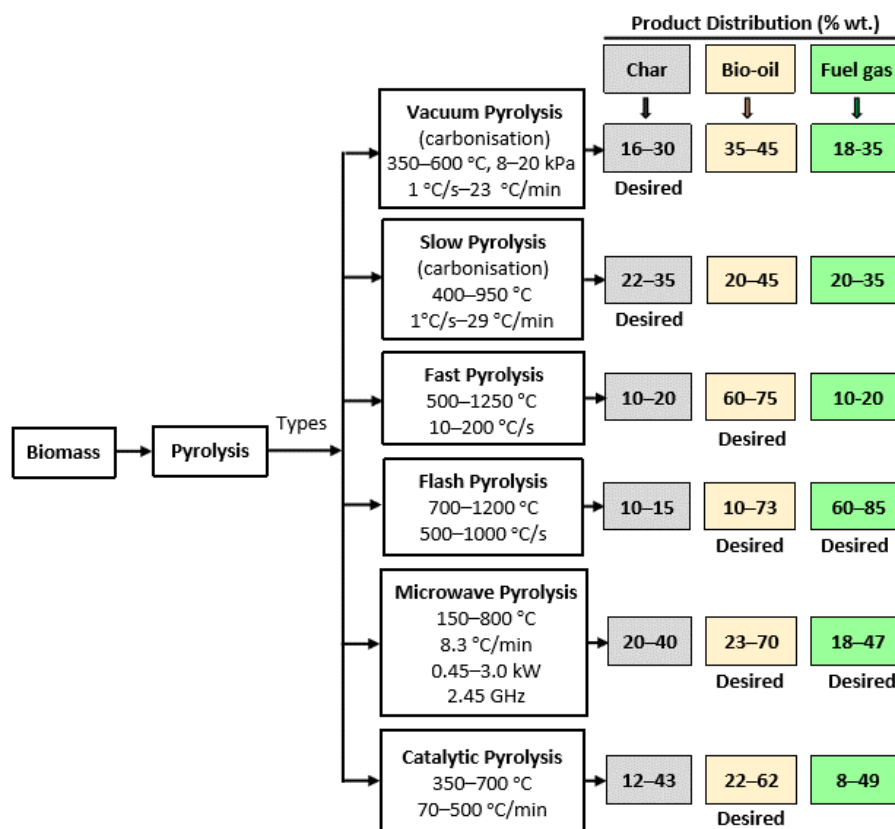 Product Distribution (% wt.)
Char
Bio-oil
Fuel gas
Vacuum Pyrolysis
(carbonisation)
350–600 °C, 8–20 kPa
1 °C/s–23 °C/min
16–30
35–45
18-35
Desired
Slow Pyrolysis
(carbonisation)
400–950 °C
1°C/s–29 °C/min
22–35
20–45
20–35
Desired
Fast Pyrolysis
500–1250 °C
10–200 °C/s
10–20
60–75
10-20
Desired
Biomass
Pyrolysis
Types
Flash Pyrolysis
700–1200 °C
500–1000 °C/s
10–15
10–73
60–85
Desired
Desired
Microwave Pyrolysis
150–800 °C
8.3 °C/min
0.45–3.0 kW
2.45 GHz
20–40
23–70
18–47
Desired
Desired
Catalytic Pyrolysis
350–700 °C
70–500 °C/min
12–43
22–62
8–49
Desired